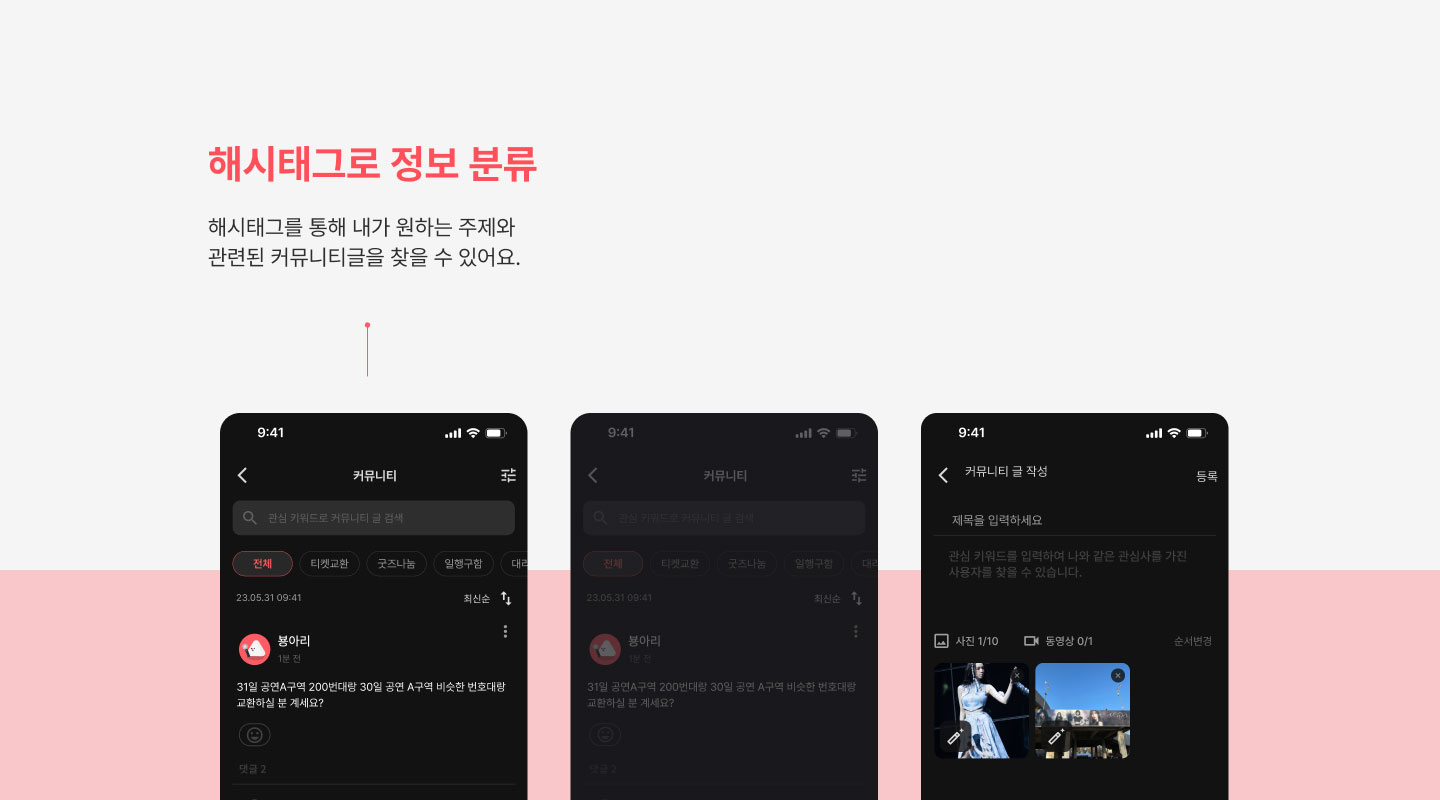 해시태그로 정보 분류
해시태그를 통해 내가 원하는 주제와
관련된 커뮤니티글을 찾을 수 있어요.
9:41
커뮤니티
관심 키워드로 커뮤니티 글 검색
전체 티켓교환 굿즈나눔 일행구함 대리
23.05.31 09:41 최신순
뿅아리
1분 전
31일 공연A구역 200번대랑 30일 공연 A구역 비슷한 번호대랑
교환하실 분 계세요?
댓글 2
9:41
커뮤니티
관심 키워드로 커뮤니티 글 검색
전체 티켓교환 굿즈나눔 일행구함 대리
23.05.31 09:41 최신순
뿅아리
1분 전
31일 공연A구역 200번대랑 30일 공연 A구역 비슷한 번호대랑
교환하실 분 계세요?
댓글 2
9:41
커뮤니티 글 작성 등록
제목을 입력하세요
관심 키워드를 입력하여 나와 같은 관심사를 가진
사용자를 찾을 수 있습니다.
사진 1/10 동영상 0/1 순서변경